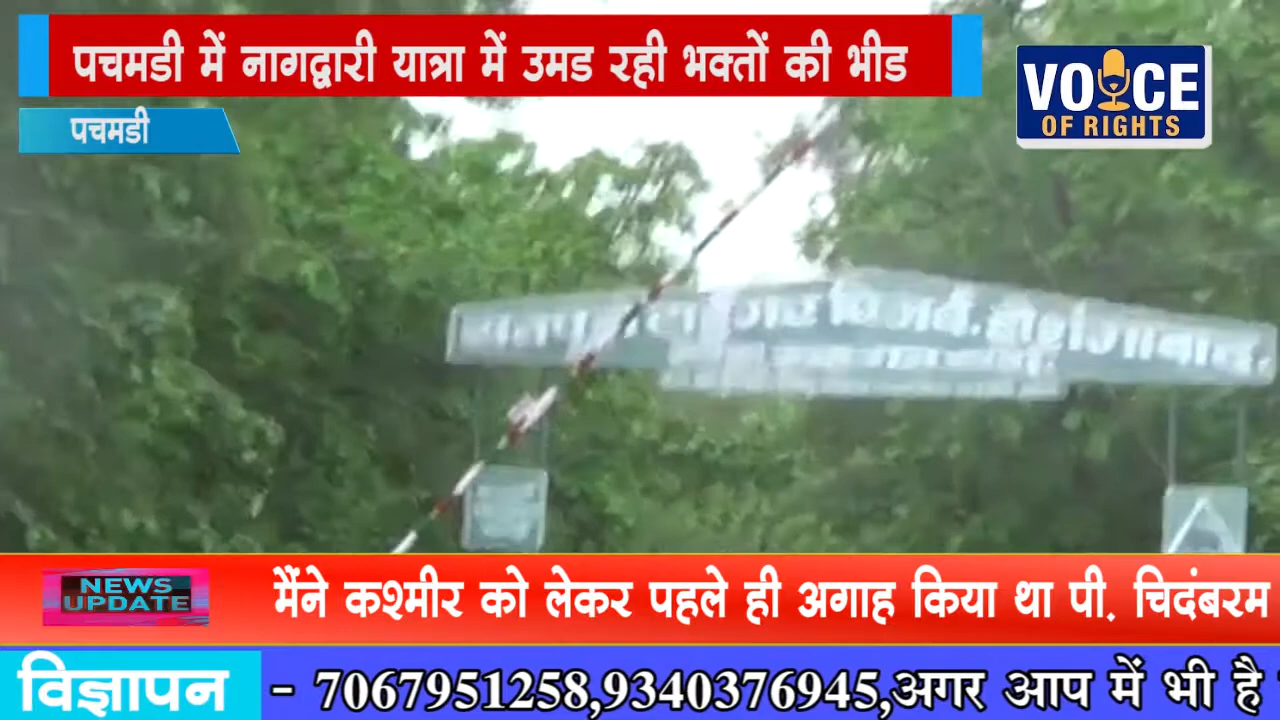 पचमडी में नागद्वारी यात्रा में उमड रही भक्तों की भीड
पचमडी
VOICE
OF RIGHTS
NEWS
UPDATE
मैंने कश्मीर को लेकर पहले ही अगाह किया था पी. चिदंबरम
विज्ञापन - 7067951258,9340376945,अगर आप में भी है